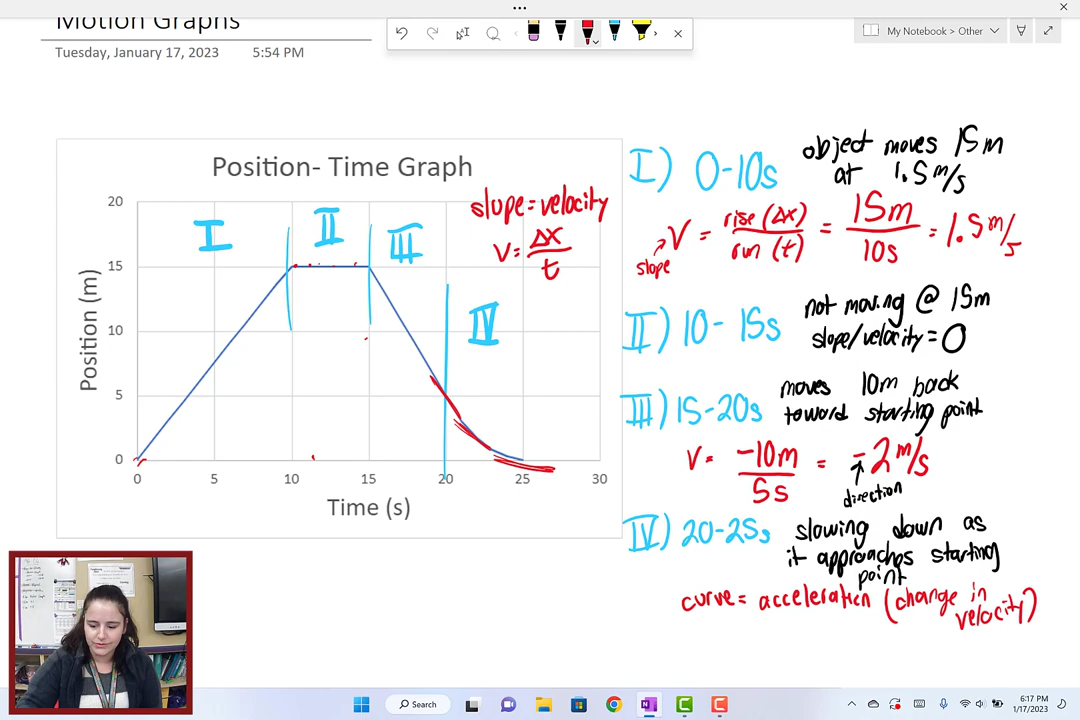 Motion Graphs
Tuesday, January 17, 2023 5:54 PM
My Notebook > Other
Position- Time Graph
Position (m)
20
15
10
5
0
0 5 10 15 20 25 30
Time (s)
I
II
III
IV
slope=velocity
V= Δx
t
I) 0-10s
object moves 15m
at 1.5m/s
slope
V = rise (Δx) = 15m = 1.5m/s
run (t) 10s
II) 10-15s
not moving @ 15m
slope/velocity=0
III) 15-20s
moves 10m back
toward starting point
V= -10m = -2m/s
5s
direction
IV) 20-25s
slowing down as
it approaches starting
point
curve= acceleration (change in
velocity)
Search
6:17 PM
1/17/2023